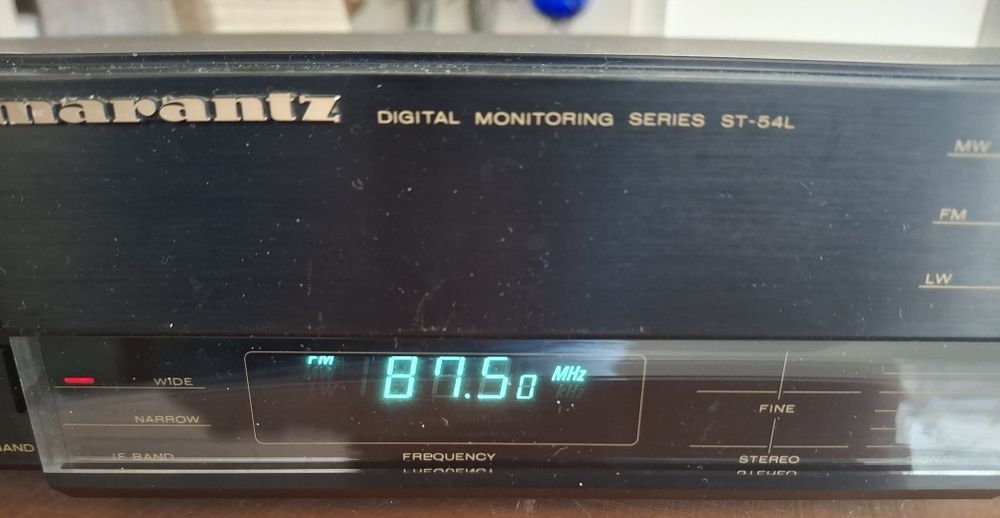 marantz DIGITAL MONITORING SERIES ST-54L
MW
FM
LW
FM 87.50 MHz
WIDE
NARROW
IF BAND
FREQUENCY
FINE
STEREO